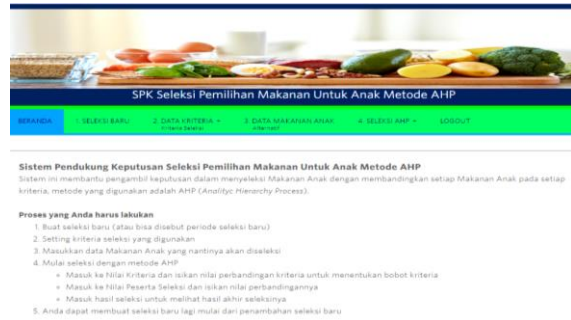 SPK Seleksi Pemilihan Makanan Untuk Anak Metode AHP
BERANDA 1. SELEKSI BARU 2. DATA KRITERIA 3. DATA MAKANAN ANAK 4. SELEKSI AHP LOGOUT
Kriteria Seleksi Alternatif
Sistem Pendukung Keputusan Seleksi Pemilihan Makanan Untuk Anak Metode AHP
Sistem ini membantu pengambil keputusan dalam menyeleksi Makanan Anak dengan membandingkan setiap Makanan Anak pada setiap
kriteria, metode yang digunakan adalah AHP (Analityc Hierarchy Process).
Proses yang Anda harus lakukan
1. Buat seleksi baru (atau bisa disebut periode seleksi baru)
2. Setting kriteria seleksi yang digunakan
3. Masukkan data Makanan Anak yang nantinya akan diseleksi
4. Mulai seleksi dengan metode AHP
Masuk ke Nilai Kriteria dan isikan nilai perbandingan kriteria untuk menentukan bobot kriteria
Masuk ke Nilai Peserta Seleksi dan isikan nilai perbandingannya
Masuk hasil seleksi untuk melihat hasil akhir seleksinya
5. Anda dapat membuat seleksi baru lagi mulai dari penambahan seleksi baru